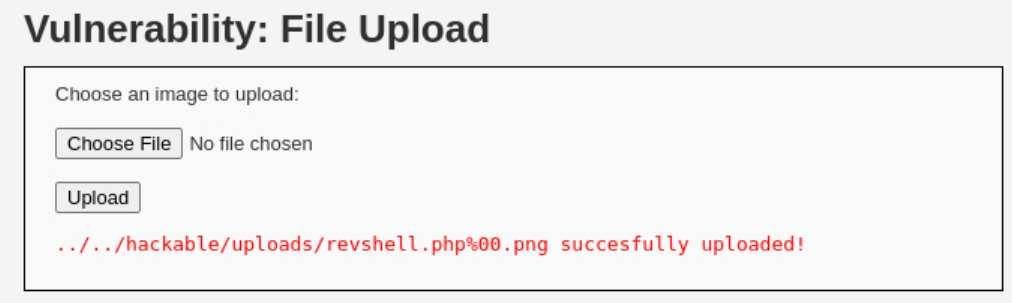 Vulnerability: File Upload
Choose an image to upload:
Choose File No file chosen
Upload
../../hackable/uploads/revshell.php%00.png succesfully uploaded!